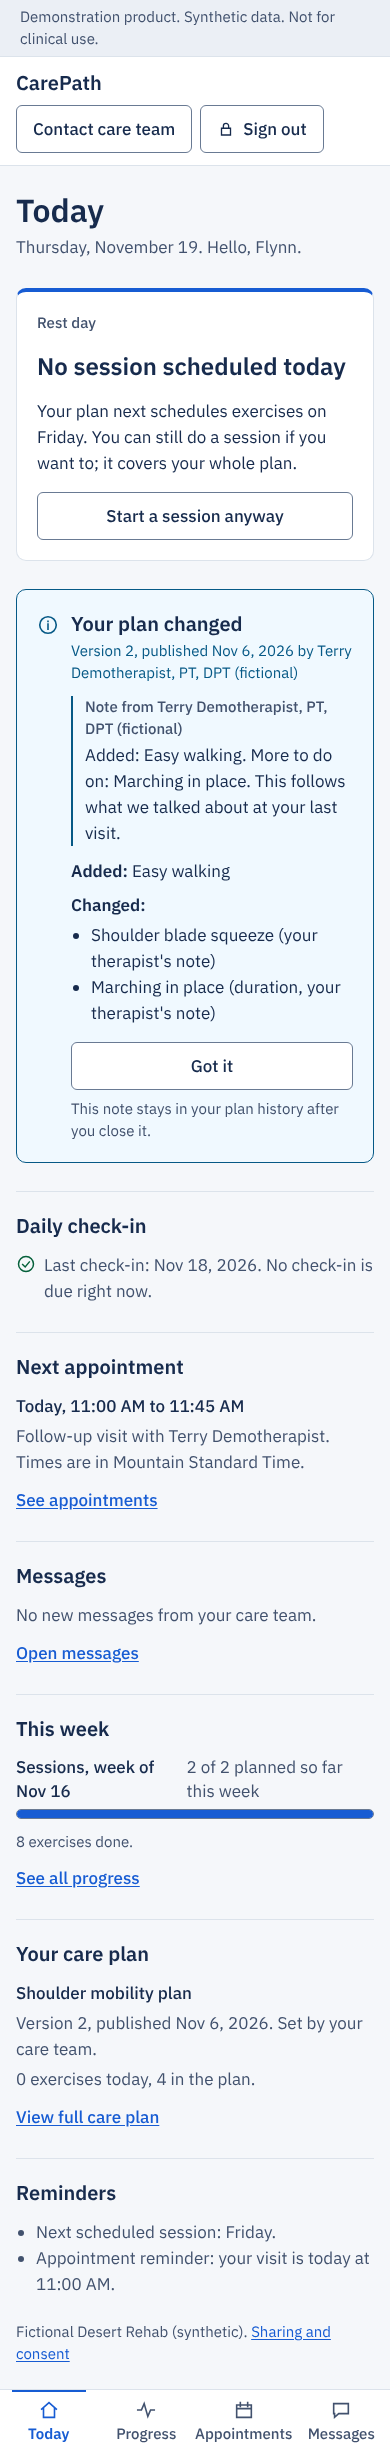 Demonstration product. Synthetic data. Not for
clinical use.
CarePath
Contact care team
Sign out
Today
Thursday, November 19. Hello, Flynn.
Rest day
No session scheduled today
Your plan next schedules exercises on
Friday. You can still do a session if you
want to; it covers your whole plan.
Start a session anyway
Your plan changed
Version 2, published Nov 6, 2026 by Terry
Demotherapist, PT, DPT (fictional)
Note from Terry Demotherapist, PT,
DPT (fictional)
Added: Easy walking. More to do
on: Marching in place. This follows
what we talked about at your last
visit.
Added: Easy walking
Changed:
• Shoulder blade squeeze (your
therapist's note)
• Marching in place (duration, your
therapist's note)
Got it
This note stays in your plan history after
you close it.
Daily check-in
Last check-in: Nov 18, 2026. No check-in is
due right now.
Next appointment
Today, 11:00 AM to 11:45 AM
Follow-up visit with Terry Demotherapist.
Times are in Mountain Standard Time.
See appointments
Messages
No new messages from your care team.
Open messages
This week
Sessions, week of
Nov 16
2 of 2 planned so far
this week
8 exercises done.
See all progress
Your care plan
Shoulder mobility plan
Version 2, published Nov 6, 2026. Set by your
care team.
0 exercises today, 4 in the plan.
View full care plan
Reminders
• Next scheduled session: Friday.
• Appointment reminder: your visit is today at
11:00 AM.
Fictional Desert Rehab (synthetic). Sharing and
consent
Today
Progress
Appointments
Messages